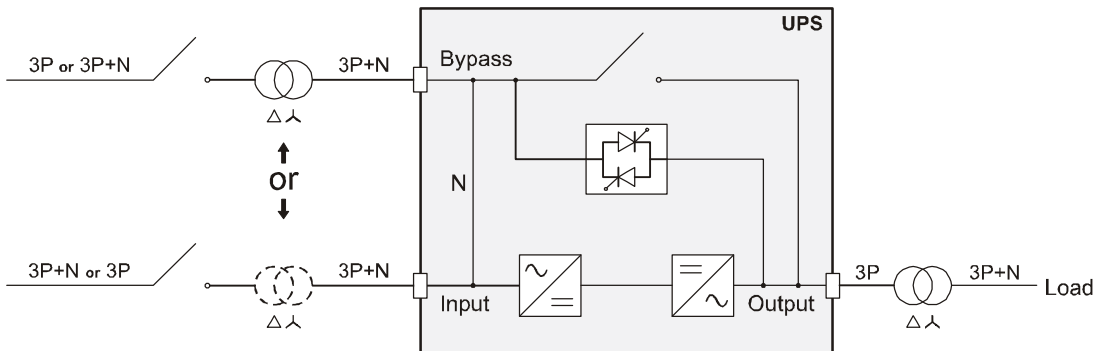 UPS
3P or 3P+N
3P+N
Bypass
or
N
3P+N or 3P
3P+N
Input
Output
3P
3P+N
Load